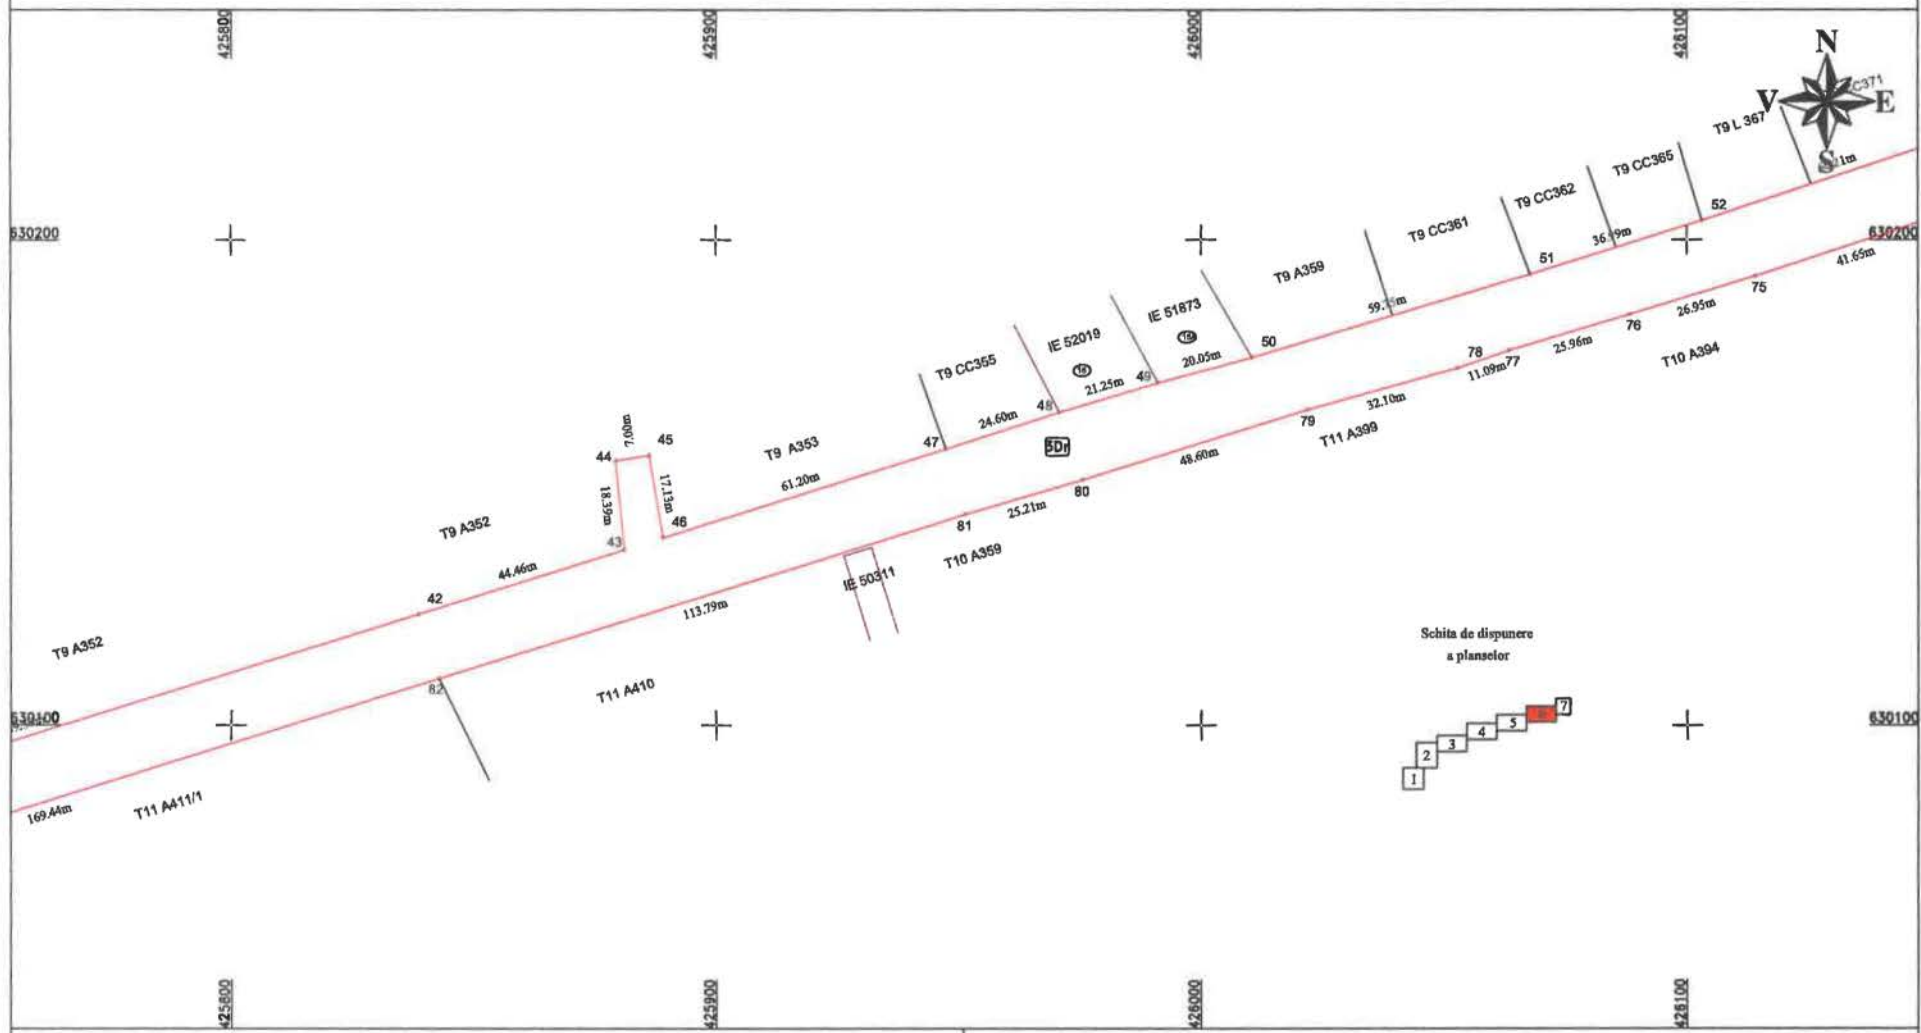 425800
425900
426000
426100
N
CC371
V
E
S
T9 L 367
T9 CC365
T9 CC362
52
630200
T9 CC361
36.99m
51
630200
41.65m
T9 A359
75
IE 51873
26.95m
76
IE 52019
50
20.05m
78
77
25.96m
T10 A394
T9 CC355
49
21.25m
11.09m
48
32.10m
24.60m
79
T11 A399
7.00m
45
T9 A353
47
5Dr
44
48.60m
61.20m
80
18.39m
17.13m
25.21m
T9 A352
46
81
43
T10 A359
44.46m
IE 50311
42
113.79m
T9 A352
Schita de dispunere
a planselor
82
T11 A410
7
630100
5
630100
4
3
2
1
169.44m
T11 A411/1
425800
425900
426000
426100